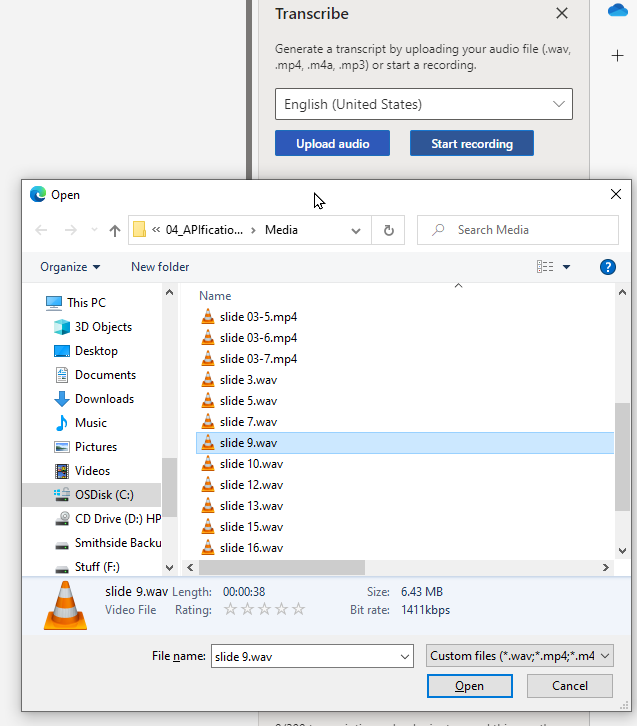 Transcribe
Generate a transcript by uploading your audio file (.wav,
.mp4, .m4a, .mp3) or start a recording.
English (United States)
Upload audio
Start recording
Open
« 04_APIficatio... > Media
Search Media
Organize
New folder
This PC
3D Objects
Desktop
Documents
Downloads
Music
Pictures
Videos
OSDisk (C:)
CD Drive (D:) HP
Smithside Backu
Stuff (F:)
Name
slide 03-5.mp4
slide 03-6.mp4
slide 03-7.mp4
slide 3.wav
slide 5.wav
slide 7.wav
slide 9.wav
slide 10.wav
slide 12.wav
slide 13.wav
slide 15.wav
slide 16.wav
slide 9.wav Length: 00:00:38 Size: 6.43 MB
Video File Rating: ☆☆☆☆☆ Bit rate: 1411kbps
File name: slide 9.wav
Custom files (*.wav;*.mp4;*.m4
Open
Cancel